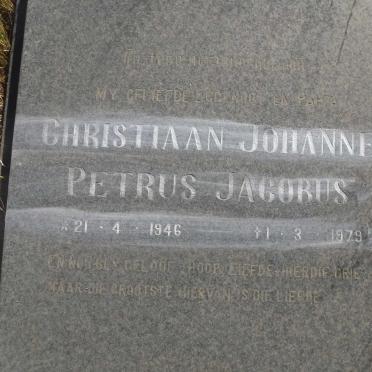 MY GELIEFDE EGGENOOT EN PAPA
CHRISTIAAN JOHANNE
PETRUS JACOBUS
*21 - 4 - 1946 †1 - 3 - 1979
EN NOU BLY GELOOF, HOOP, LIEFDE, HIERDIE DRIE
MAAR DIE GROOTSTE HIERVAN IS DIE LIEFDE